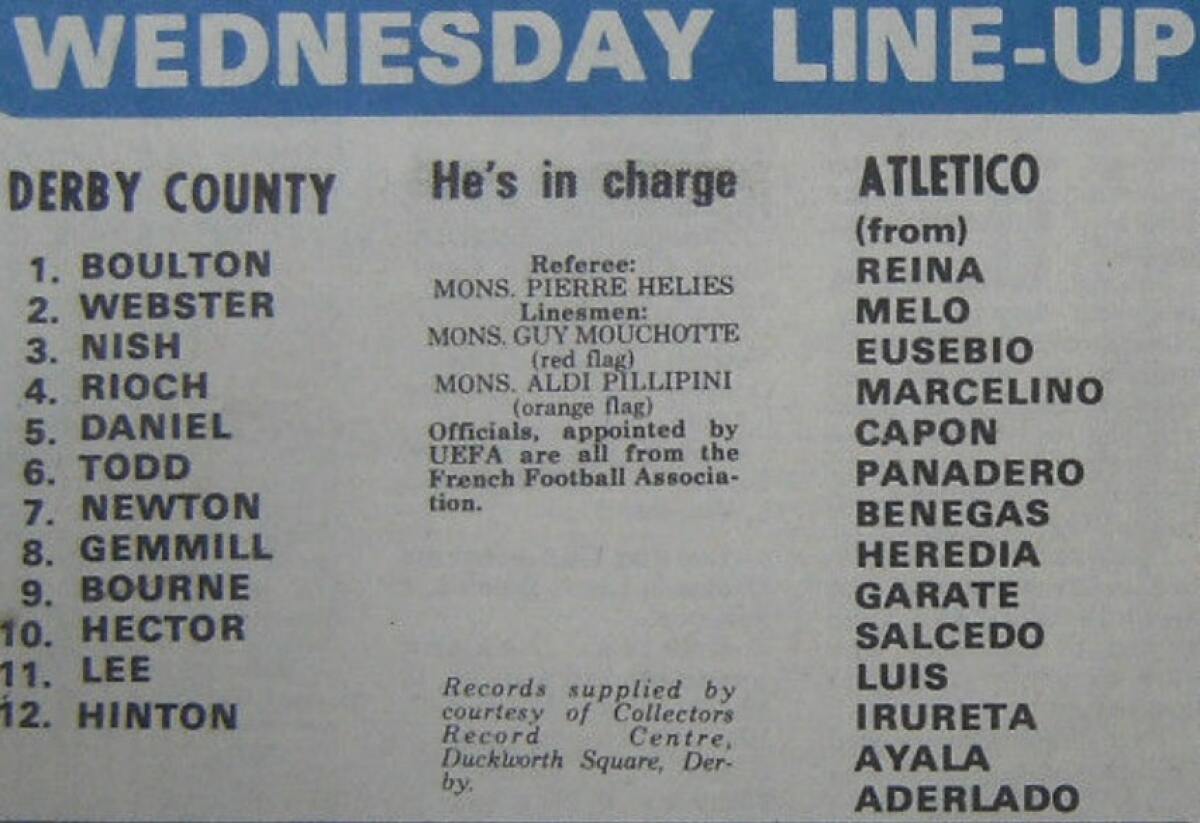 WEDNESDAY LINE-UP
DERBY COUNTY
1. BOULTON
2. WEBSTER
3. NISH
4. RIOCH
5. DANIEL
6. TODD
7. NEWTON
8. GEMMILL
9. BOURNE
10. HECTOR
11. LEE
12. HINTON
He's in charge
Referee:
MONS. PIERRE HELIES
Linesmen:
MONS. GUY MOUCHOTTE
(red flag)
MONS. ALDI PILLIPINI
(orange flag)
Officials, appointed by
UEFA are all from the
French Football Associa-
tion.
Records supplied by
courtesy of Collectors
Record Centre,
Duckworth Square, Der-
by.
ATLETICO
(from)
REINA
MELO
EUSEBIO
MARCELINO
CAPON
PANADERO
BENEGAS
HEREDIA
GARATE
SALCEDO
LUIS
IRURETA
AYALA
ADERLADO